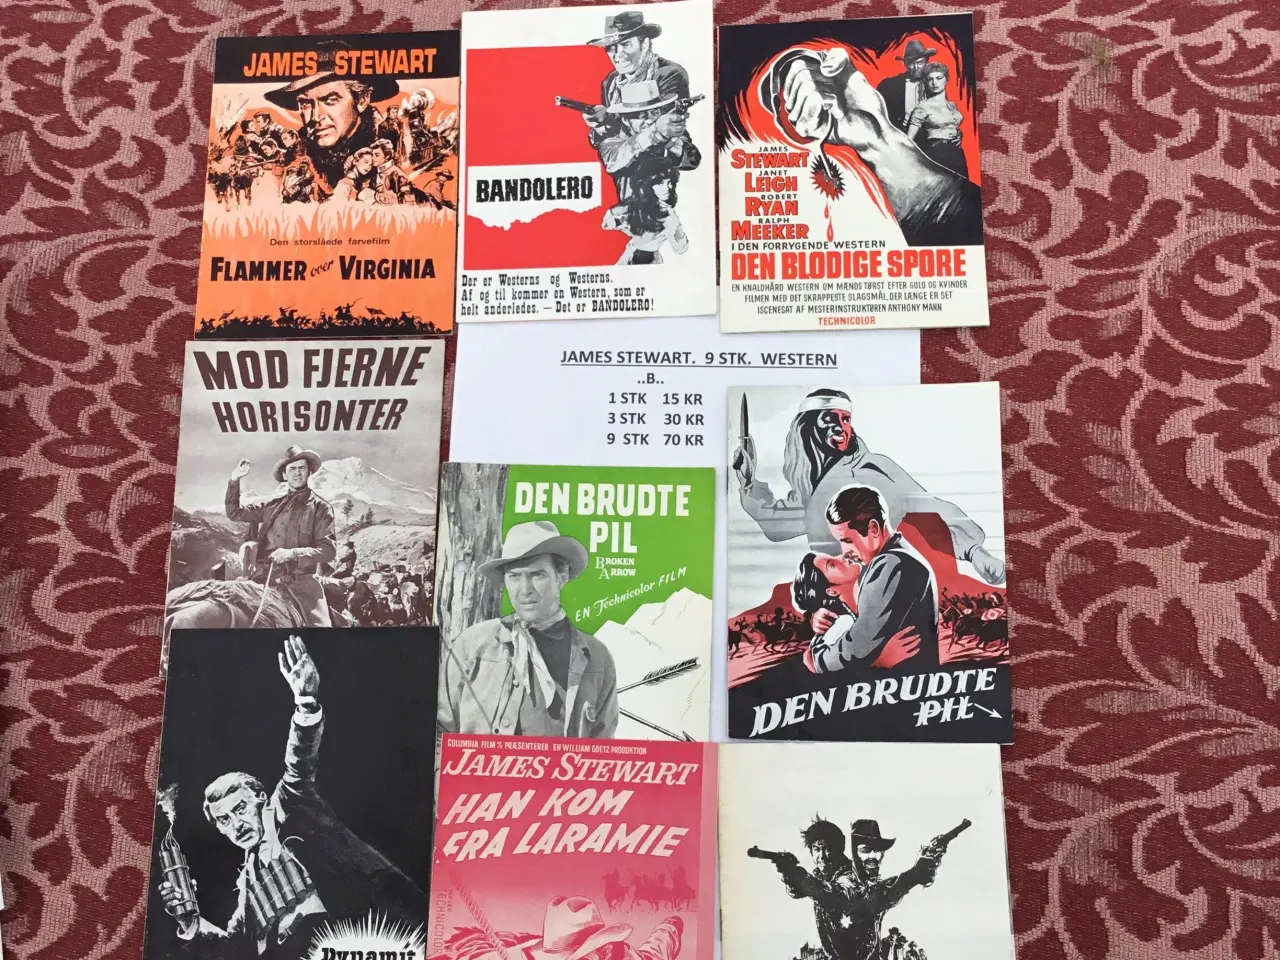 JAMES STEWART
Den storslåede farvefilm
FLAMMER over VIRGINIA
BANDOLERO
Der er Westerns og Westerns.
Af og til kommer en Western, som er
helt anderledes. — Det er BANDOLERO!
JAMES
STEWART
JANET
LEIGH
ROBERT
RYAN
RALPH
MEEKER
I DEN FORRYGENDE WESTERN
DEN BLODIGE SPORE
EN KNALDHÅRD WESTERN OM MÆNDS TØRST EFTER GULD OG KVINDER
FILMEN MED DET SKRAPPESTE SLAGSMÅL, DER LÆNGE ER SET
ISCENESAT AF MESTERINSTRUKTØREN ANTHONY MANN
TECHNICOLOR
JAMES STEWART. 9 STK. WESTERN
..B..
1 STK 15 KR
3 STK 30 KR
9 STK 70 KR
MOD FJERNE
HORISONTER
DEN BRUDTE
PIL
BROKEN
ARROW
EN Technicolor FILM
DEN BRUDTE
PIL
Dynamit
COLUMBIA FILM % PRÆSENTERER EN WILLIAM GOETZ PRODUKTION
JAMES STEWART
HAN KOM
FRA LARAMIE